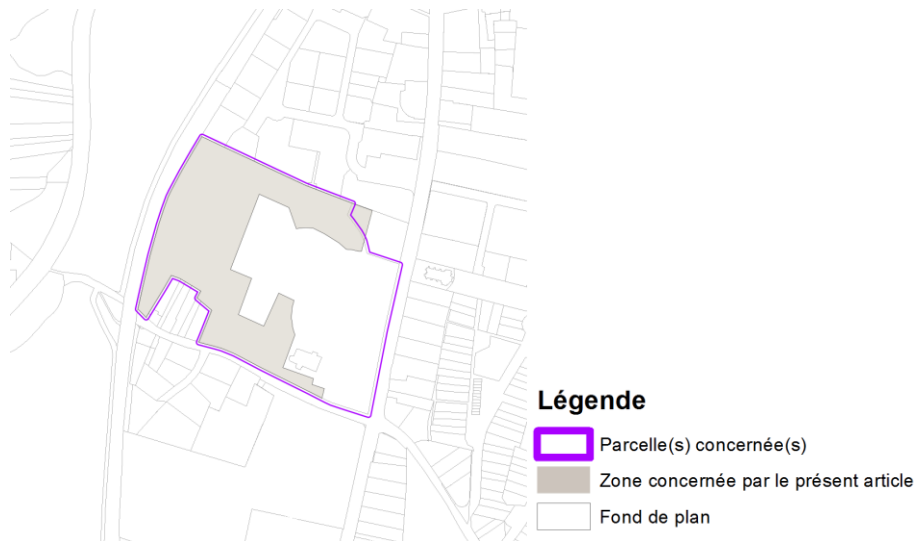 Légende
Parcelle(s) concernée(s)
Zone concernée par le présent article
Fond de plan